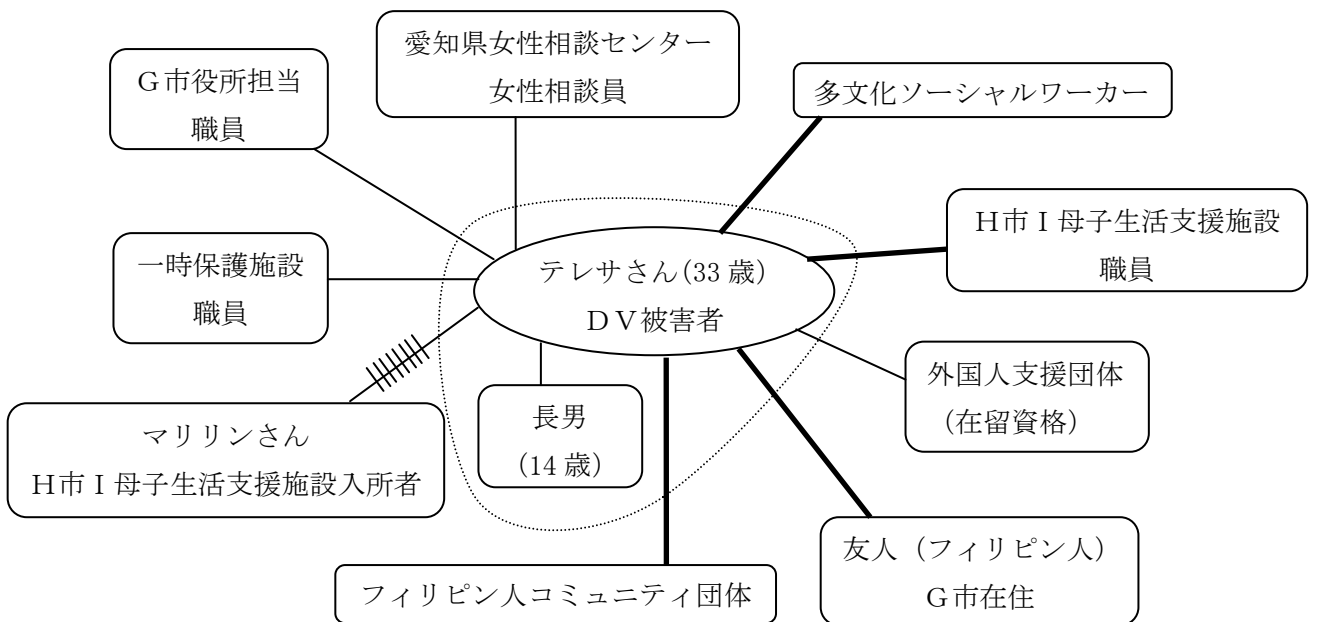 愛知県女性相談センター
女性相談員
G市役所担当
職員
多文化ソーシャルワーカー
H市I母子生活支援施設
職員
一時保護施設
職員
テレサさん(33歳)
DV被害者
外国人支援団体
(在留資格)
長男
(14歳)
マリリンさん
H市I母子生活支援施設入所者
友人(フィリピン人)
G市在住
フィリピン人コミュニティ団体